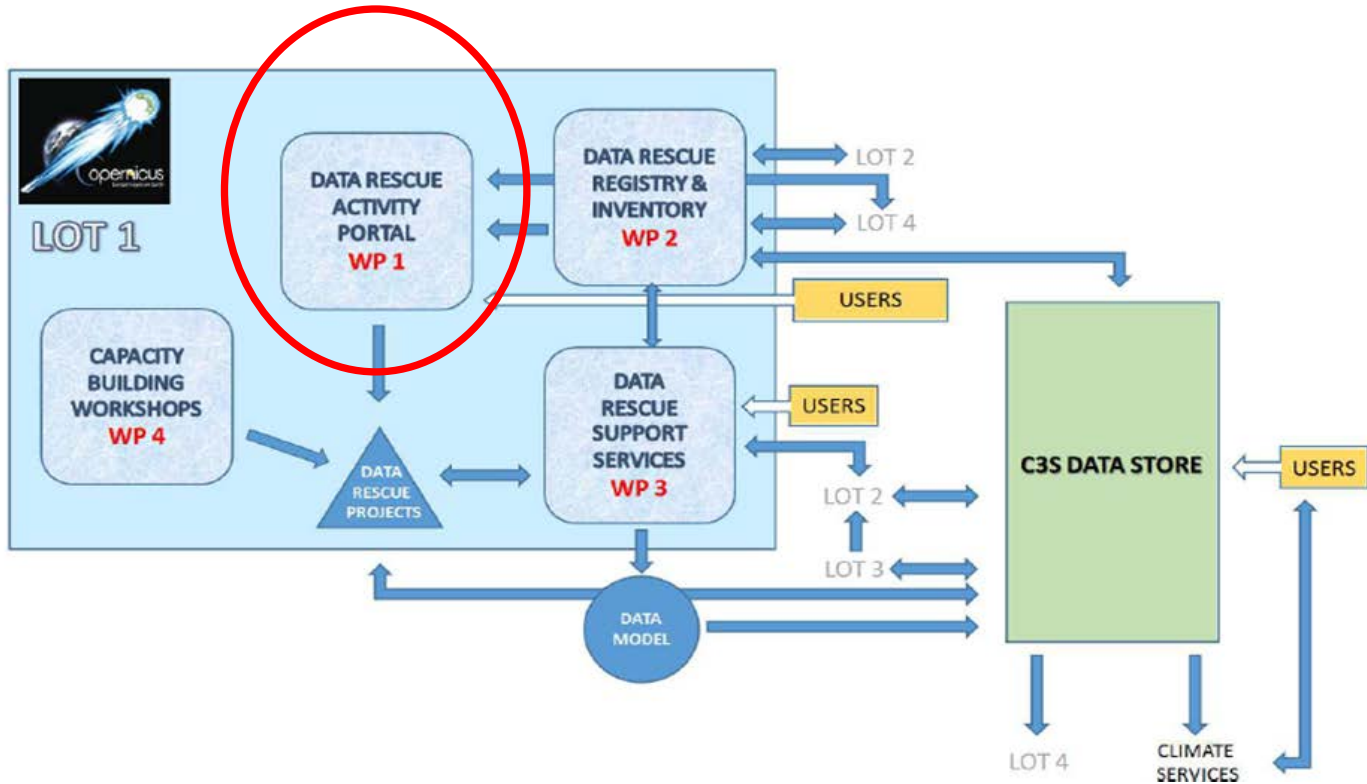 opernicus
LOT 1
DATA RESCUE
ACTIVITY
PORTAL
WP 1
DATA RESCUE
REGISTRY &
INVENTORY
WP 2
LOT 2
LOT 4
USERS
CAPACITY
BUILDING
WORKSHOPS
WP 4
DATA
RESCUE
PROJECTS
DATA
RESCUE
SUPPORT
SERVICES
WP 3
USERS
LOT 2
LOT 3
DATA
MODEL
C3S DATA STORE
USERS
LOT 4
CLIMATE
SERVICES